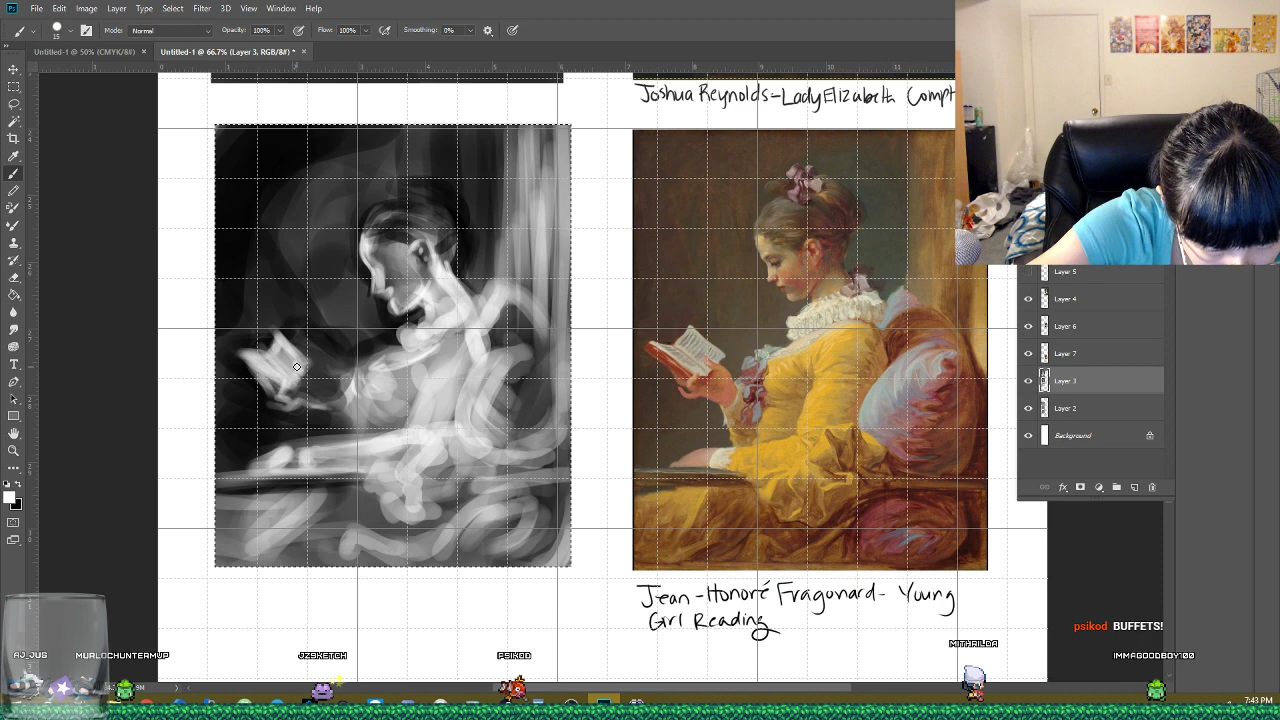 Ps File Edit Image Layer Type Select Filter 3D View Window Help
15 Mode: Normal Opacity: 100% Flow: 100% Smoothing: 0%
Untitled-1 @ 50% (CMYK/8#) × Untitled-1 @ 66.7% (Layer 3, RGB/8#) * ×
Joshua Reynolds - Lady Elizabeth Compt
Layer 5
Layer 4
Layer 6
Layer 7
Layer 3
Layer 2
Background
fx
Jean-Honoré Fragonard - Young
Girl Reading
psikod BUFFETS!
MITHRILDA
AJ_JUG MURLOCHUNTERMVP JZSKETCH PSIKOD IMMAGOODBOY100
7:43 PM